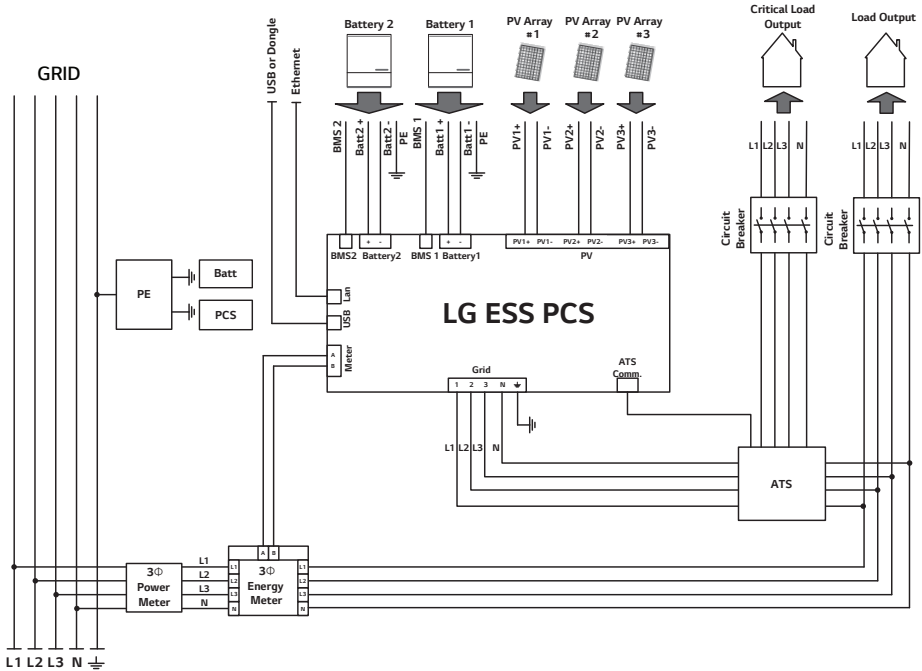 Critical Load
Output
Load Output
Battery 2
Battery 1
PV Array
#1
PV Array
#2
PV Array
#3
GRID
USB or Dongle
Ethernet
BMS 2
Batt2 +
Batt2 -
PE
BMS 1
Batt1 +
Batt1 -
PE
PV1+
PV1-
PV2+
PV2-
PV3+
PV3-
L1 L2 L3 N
L1 L2 L3 N
Circuit
Breaker
Circuit
Breaker
+ -
+ -
PV1+ PV1- PV2+ PV2- PV3+ PV3-
BMS2 Battery2 BMS 1 Battery1 PV
PE
Batt
PCS
Lan
USB
Meter
A
B
LG ESS PCS
Grid
1 2 3 N
ATS
Comm.
L1 L2 L3 N
ATS
A B
3Φ
Power
Meter
L1
L2
L3
N
L1
L2
L3
N
3Φ
Energy
Meter
L1
L2
L3
N
L1 L2 L3 N